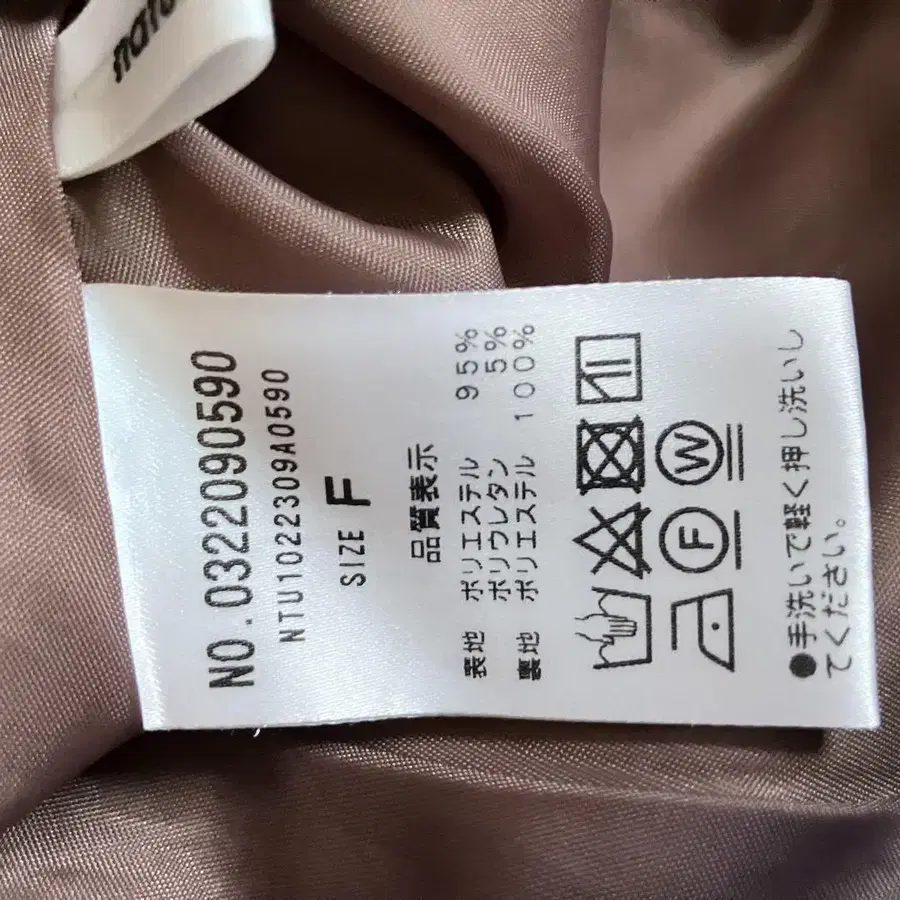 NO.0322090590
NTU1022309A0590
SIZE F
品質表示
表地 ポリエステル 95%
ポリウレタン 5%
裏地 ポリエステル 100%
W
F
●手洗いで軽く押し洗いし
てください。